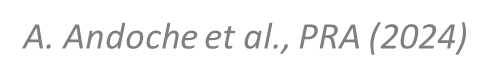 A. Andoche et al., PRA (2024)